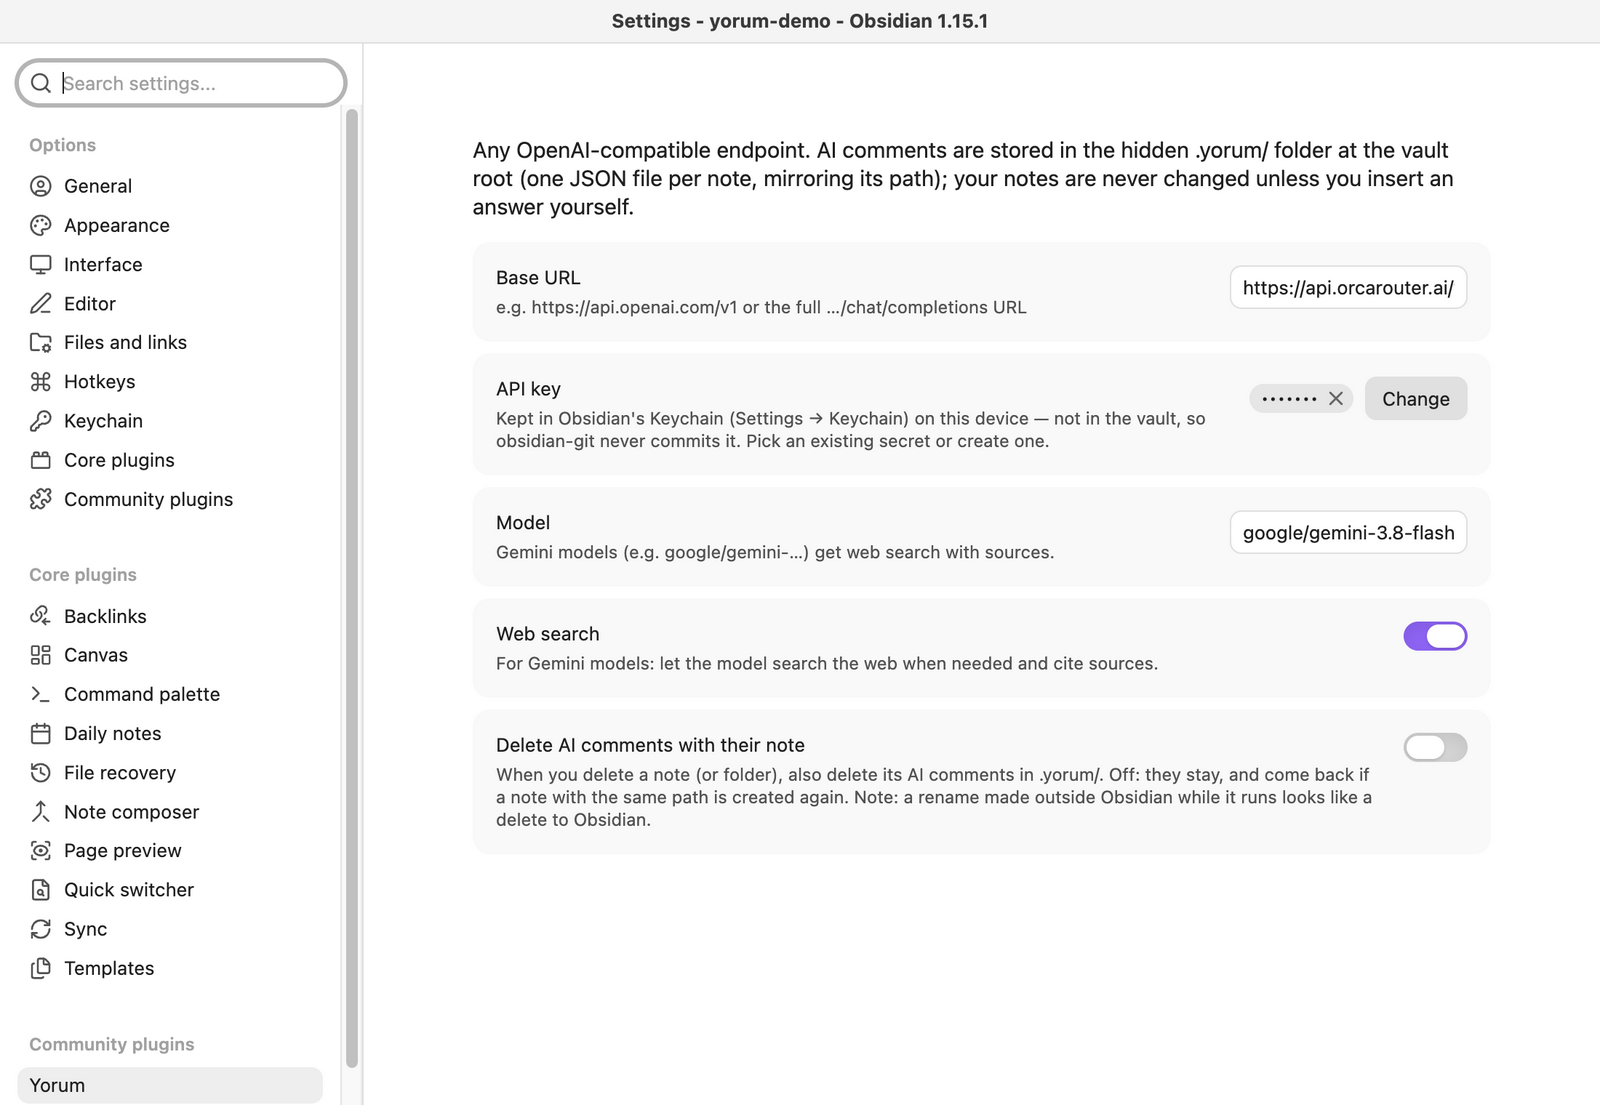 Settings - yorum-demo - Obsidian 1.15.1
Search settings...
Options
General
Appearance
Interface
Editor
Files and links
Hotkeys
Keychain
Core plugins
Community plugins
Core plugins
Backlinks
Canvas
Command palette
Daily notes
File recovery
Note composer
Page preview
Quick switcher
Sync
Templates
Community plugins
Yorum
Any OpenAI-compatible endpoint. AI comments are stored in the hidden .yorum/ folder at the vault
root (one JSON file per note, mirroring its path); your notes are never changed unless you insert an
answer yourself.
Base URL
e.g. https://api.openai.com/v1 or the full .../chat/completions URL
https://api.orcarouter.ai/
API key
Kept in Obsidian's Keychain (Settings → Keychain) on this device — not in the vault, so
obsidian-git never commits it. Pick an existing secret or create one.
••••••• 
Change
Model
Gemini models (e.g. google/gemini-...) get web search with sources.
google/gemini-3.8-flash
Web search
For Gemini models: let the model search the web when needed and cite sources.
Delete AI comments with their note
When you delete a note (or folder), also delete its AI comments in .yorum/. Off: they stay, and come back if
a note with the same path is created again. Note: a rename made outside Obsidian while it runs looks like a
delete to Obsidian.